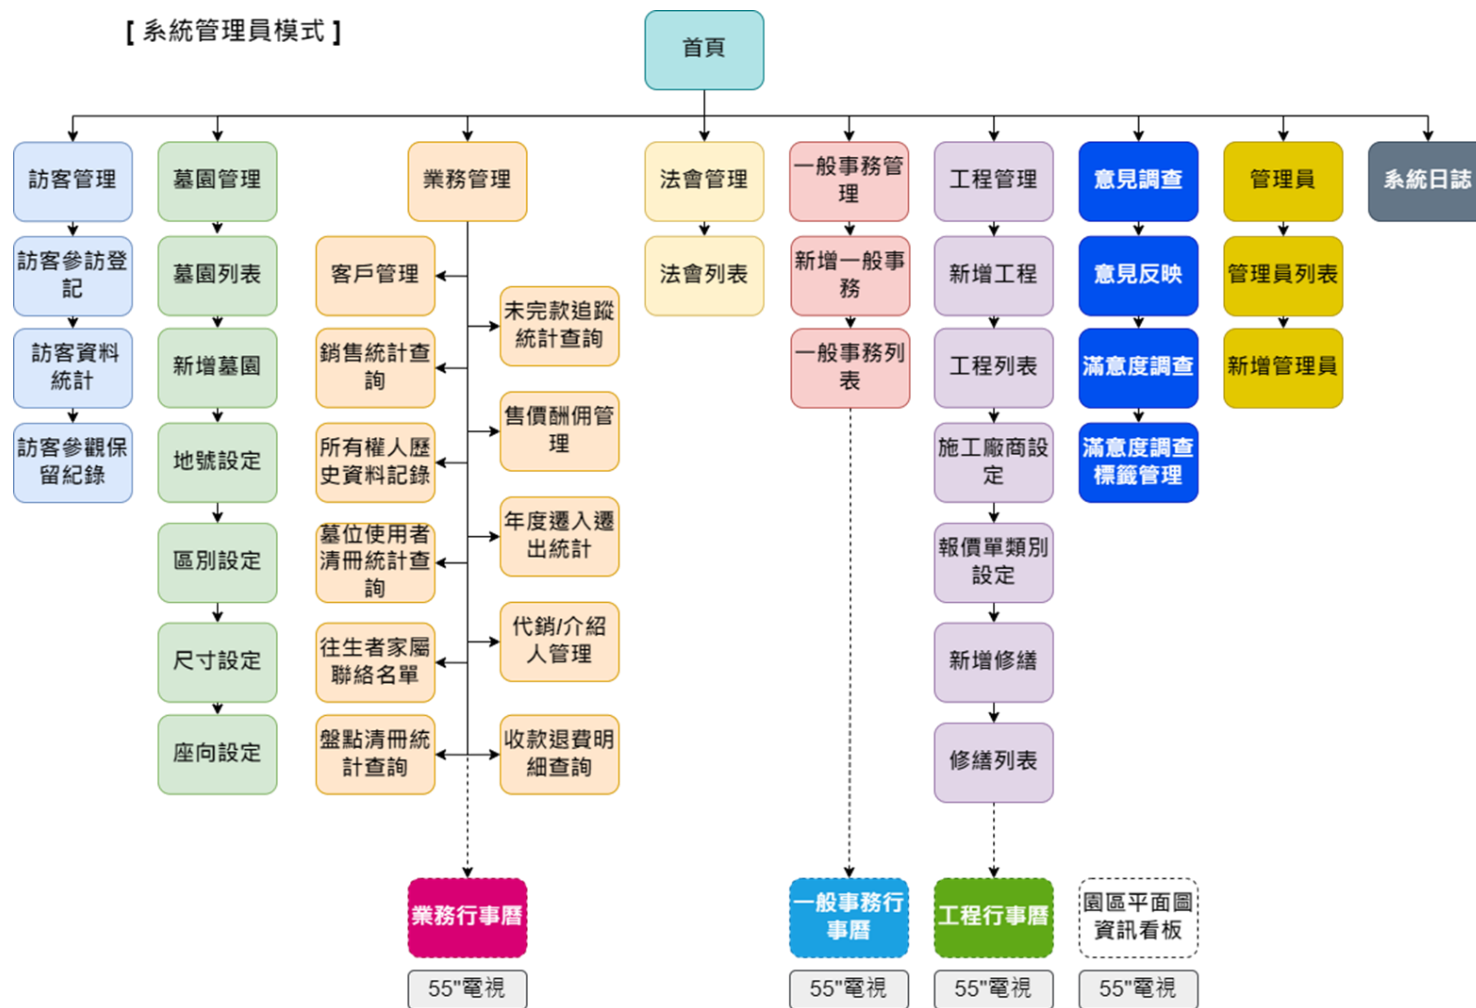 [ 系統管理員模式 ]
首頁
訪客管理
墓園管理
業務管理
法會管理
一般事務管
理
工程管理
意見調查
管理員
系統日誌
訪客參訪登
記
訪客資料
統計
訪客參觀保
留紀錄
墓園列表
新增墓園
地號設定
區別設定
尺寸設定
座向設定
客戶管理
銷售統計查
詢
所有權人歷
史資料記錄
墓位使用者
清冊統計查
詢
往生者家屬
聯絡名單
盤點清冊統
計查詢
未完款追蹤
統計查詢
售價酬佣管
理
年度遷入遷
出統計
代銷/介紹
人管理
收款退費明
細查詢
法會列表
新增一般事
務
一般事務列
表
新增工程
工程列表
施工廠商設
定
報價單類別
設定
新增修繕
修繕列表
意見反映
滿意度調查
滿意度調查
標籤管理
管理員列表
新增管理員
業務行事曆
一般事務行
事曆
工程行事曆
園區平面圖
資訊看板
55"電視
55"電視
55"電視
55"電視